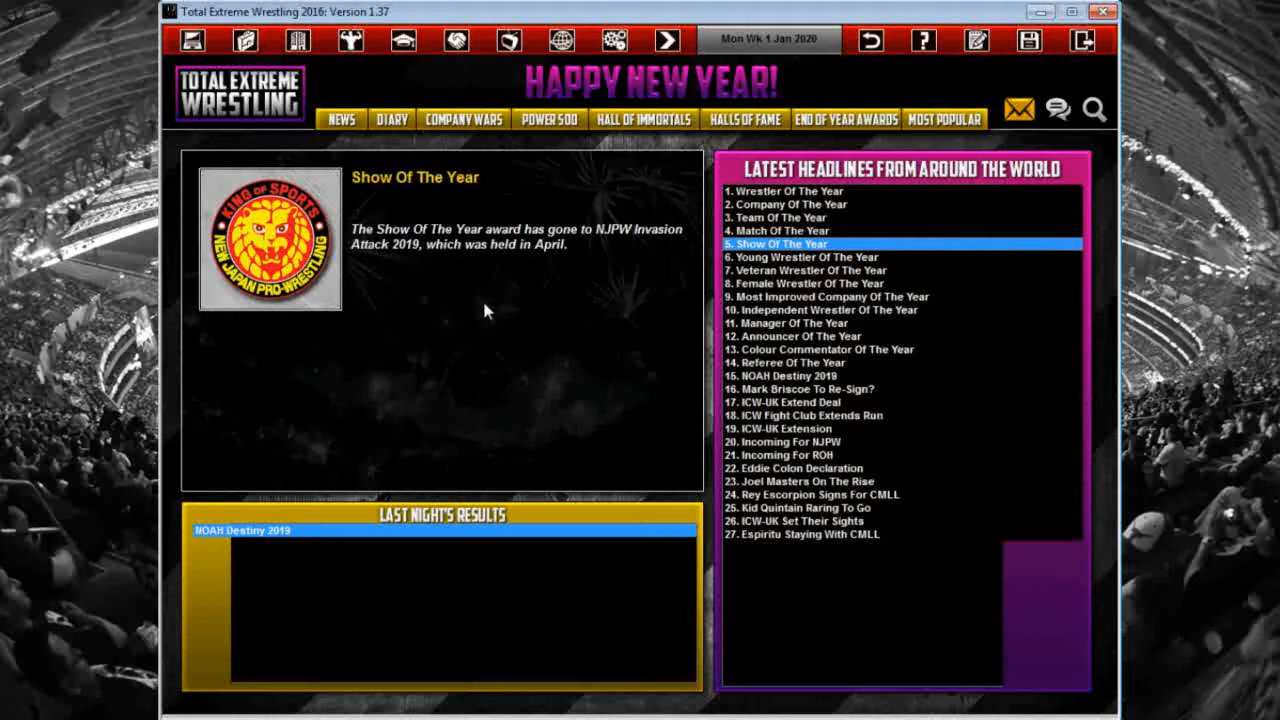 Total Extreme Wrestling 2016: Version 1.37
Mon Wk 1 Jan 2020
TOTAL EXTREME
WRESTLING
HAPPY NEW YEAR!
NEWS
DIARY
COMPANY WARS
POWER 500
HALL OF IMMORTALS
HALLS OF FAME
END OF YEAR AWARDS
MOST POPULAR
KING OF SPORTS
NEW JAPAN PRO-WRESTLING
Show Of The Year
The Show Of The Year award has gone to NJPW Invasion
Attack 2019, which was held in April.
LAST NIGHT'S RESULTS
NOAH Destiny 2019
LATEST HEADLINES FROM AROUND THE WORLD
1. Wrestler Of The Year
2. Company Of The Year
3. Team Of The Year
4. Match Of The Year
5. Show Of The Year
6. Young Wrestler Of The Year
7. Veteran Wrestler Of The Year
8. Female Wrestler Of The Year
9. Most Improved Company Of The Year
10. Independent Wrestler Of The Year
11. Manager Of The Year
12. Announcer Of The Year
13. Colour Commentator Of The Year
14. Referee Of The Year
15. NOAH Destiny 2019
16. Mark Briscoe To Re-Sign?
17. ICW-UK Extend Deal
18. ICW Fight Club Extends Run
19. ICW-UK Extension
20. Incoming For NJPW
21. Incoming For ROH
22. Eddie Colon Declaration
23. Joel Masters On The Rise
24. Rey Escorpion Signs For CMLL
25. Kid Quintain Raring To Go
26. ICW-UK Set Their Sights
27. Espiritu Staying With CMLL